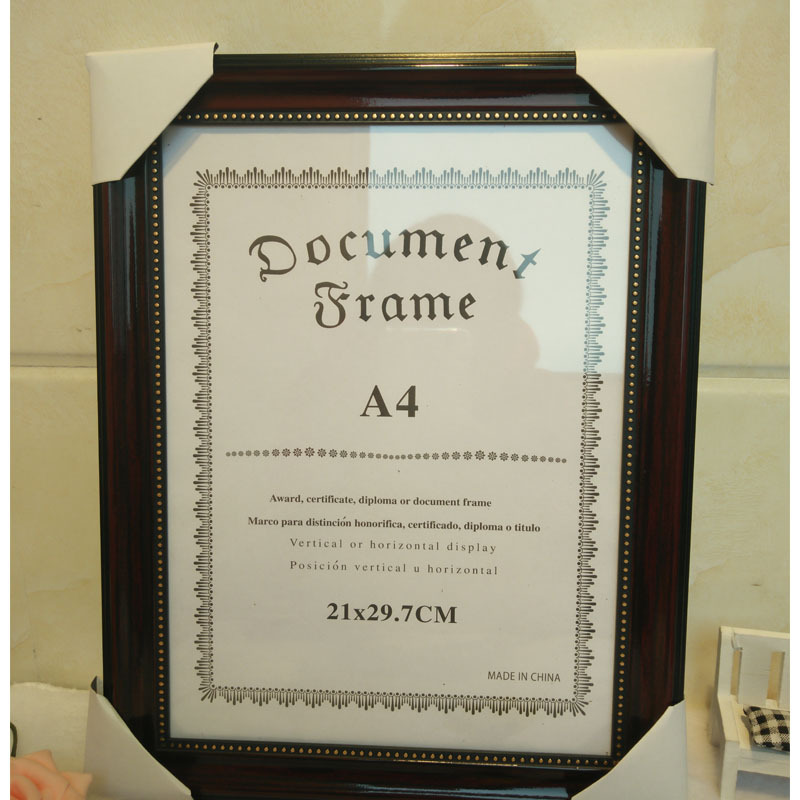 Document
Frame
A4
Award, certificate, diploma or document frame
Marco para distinción honorifica, certificado, diploma o titulo
Vertical or horizontal display
Posición vertical u horizontal
21x29.7CM
MADE IN CHINA